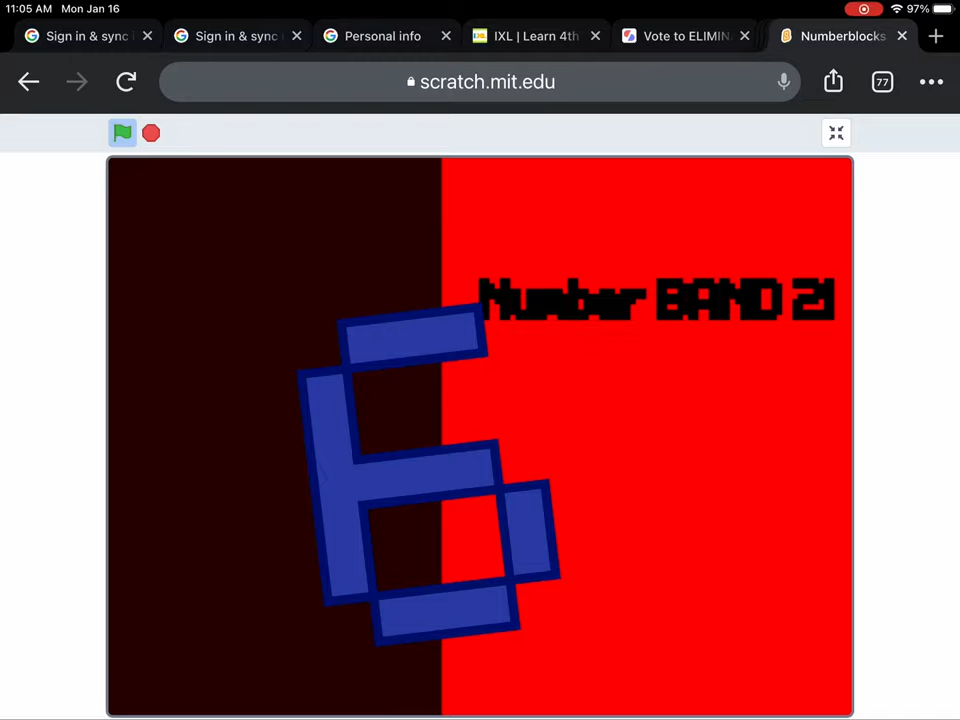 11:05 AM Mon Jan 16
97%
Sign in & sync
Sign in & sync
Personal info
IXL | Learn 4th
Vote to ELIMIN
Numberblocks
scratch.mit.edu
77
Number BAND 21
6